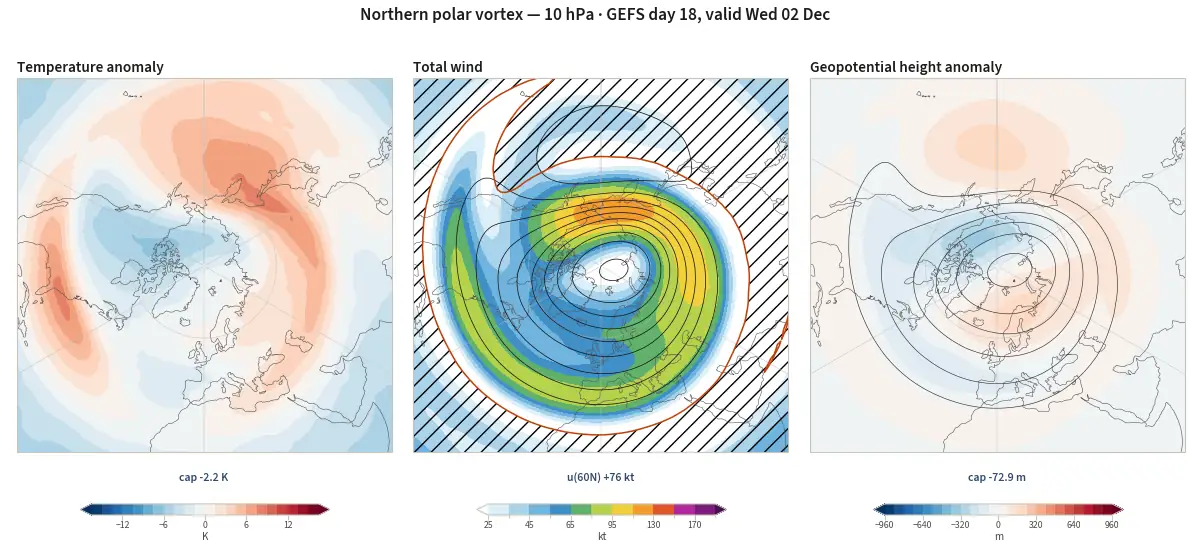 Northern polar vortex — 10 hPa · GEFS day 18, valid Wed 02 Dec
Temperature anomaly
Total wind
Geopotential height anomaly
cap -2.2 K
u(60N) +76 kt
cap -72.9 m
−12 −6 0 6 12
K
25 45 65 95 130 170
kt
−960 −640 −320 0 320 640 960
m